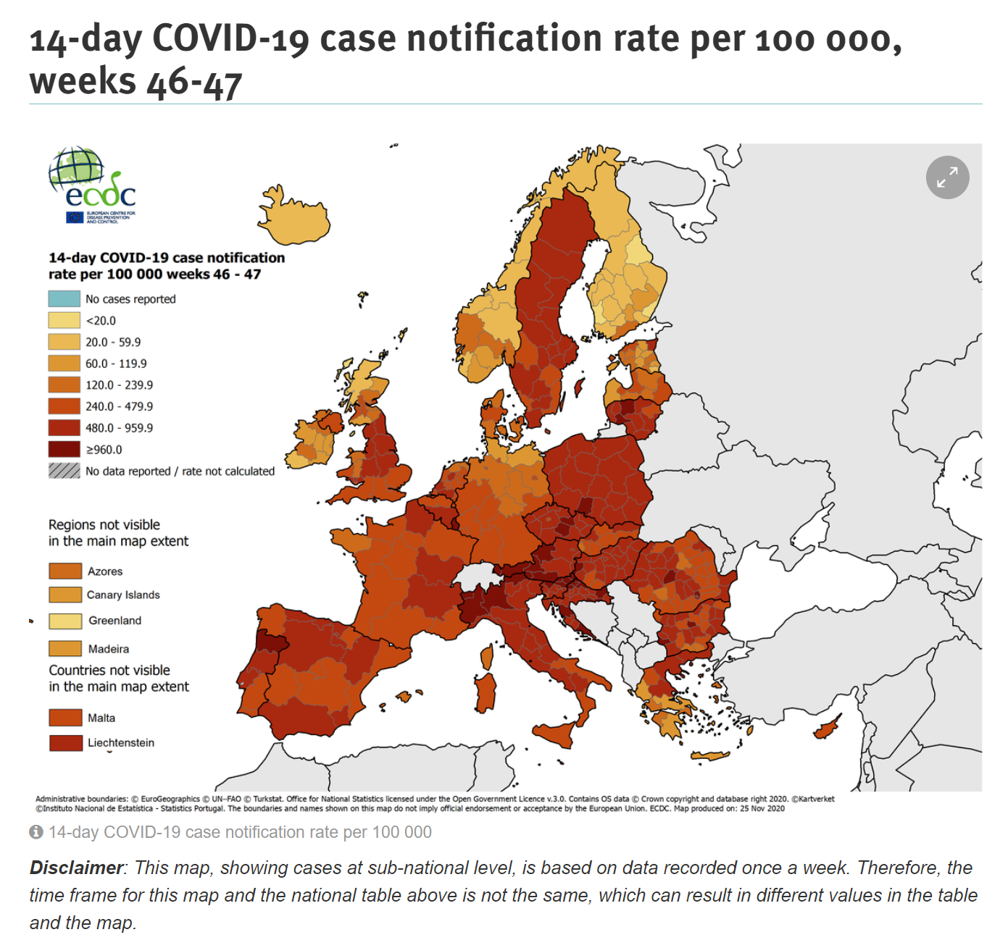 14-day COVID-19 case notification rate per 100 000,
weeks 46-47
ecdc
EUROPEAN CENTRE FOR
DISEASE PREVENTION
AND CONTROL
14-day COVID-19 case notification
rate per 100 000 weeks 46 - 47
No cases reported
<20.0
20.0 - 59.9
60.0 - 119.9
120.0 - 239.9
240.0 - 479.9
480.0 - 959.9
≥960.0
No data reported / rate not calculated
Regions not visible
in the main map extent
Azores
Canary Islands
Greenland
Madeira
Countries not visible
in the main map extent
Malta
Liechtenstein
Administrative boundaries: © EuroGeographics © UN–FAO © Turkstat. Office for National Statistics licensed under the Open Government Licence v.3.0. Contains OS data © Crown copyright and database right 2020. ©Kartverket
©Instituto Nacional de Estatística - Statistics Portugal. The boundaries and names shown on this map do not imply official endorsement or acceptance by the European Union. ECDC. Map produced on: 25 Nov 2020
14-day COVID-19 case notification rate per 100 000
Disclaimer: This map, showing cases at sub-national level, is based on data recorded once a week. Therefore, the
time frame for this map and the national table above is not the same, which can result in different values in the table
and the map.